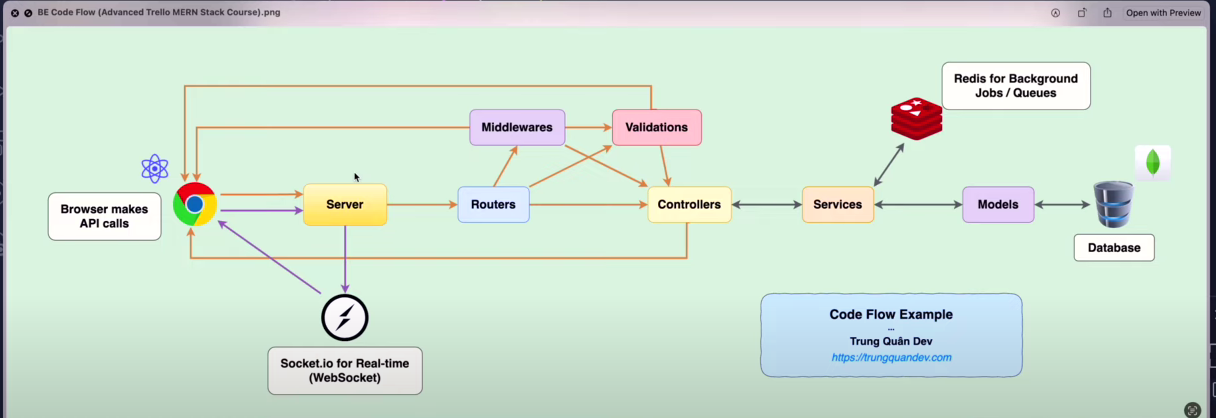 BE Code Flow (Advanced Trello MERN Stack Course).png
Open with Preview
Redis for Background
Jobs / Queues
Middlewares
Validations
Browser makes
API calls
Server
Routers
Controllers
Services
Models
Database
Socket.io for Real-time
(WebSocket)
Code Flow Example
...
Trung Quân Dev
https://trungquandev.com